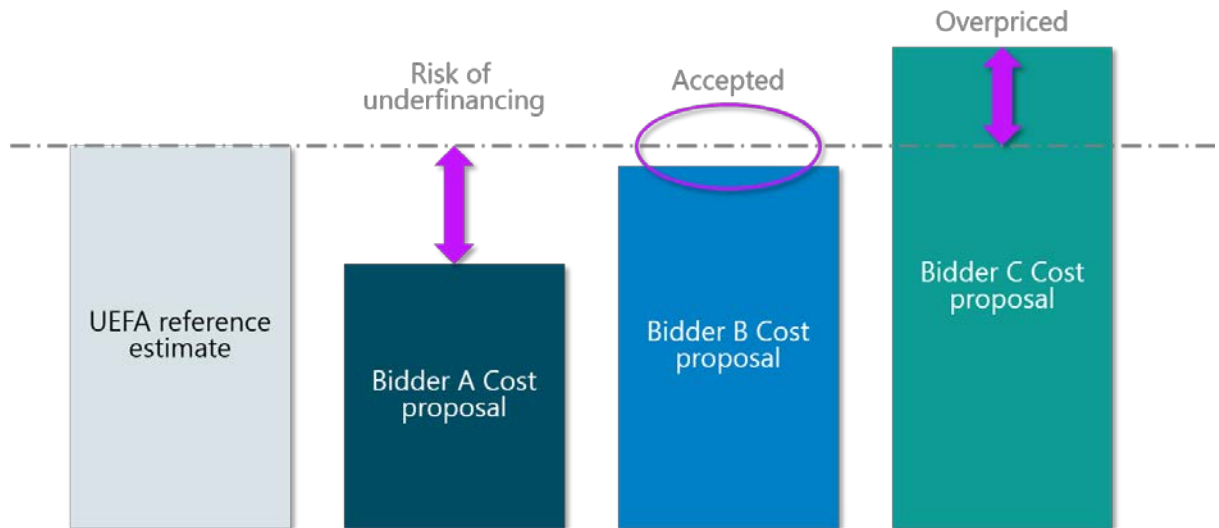 Overpriced
Risk of
underfinancing
Accepted
UEFA reference
estimate
Bidder A Cost
proposal
Bidder B Cost
proposal
Bidder C Cost
proposal